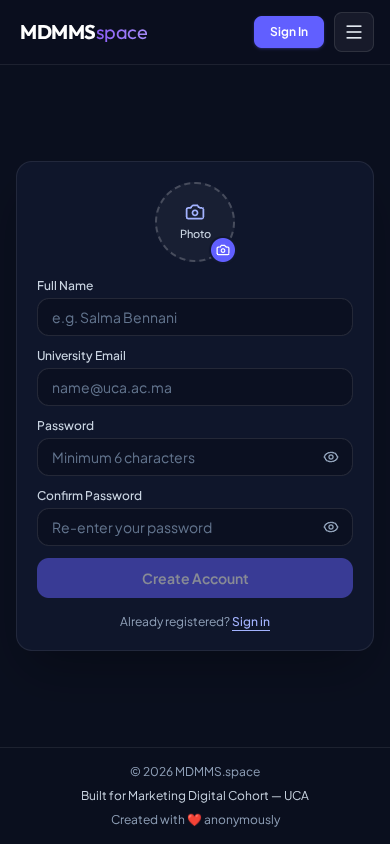 MDMMSspace
Sign In
Photo
Full Name
e.g. Salma Bennani
University Email
name@uca.ac.ma
Password
Minimum 6 characters
Confirm Password
Re-enter your password
Create Account
Already registered? Sign in
© 2026 MDMMS.space
Built for Marketing Digital Cohort — UCA
Created with ❤️ anonymously